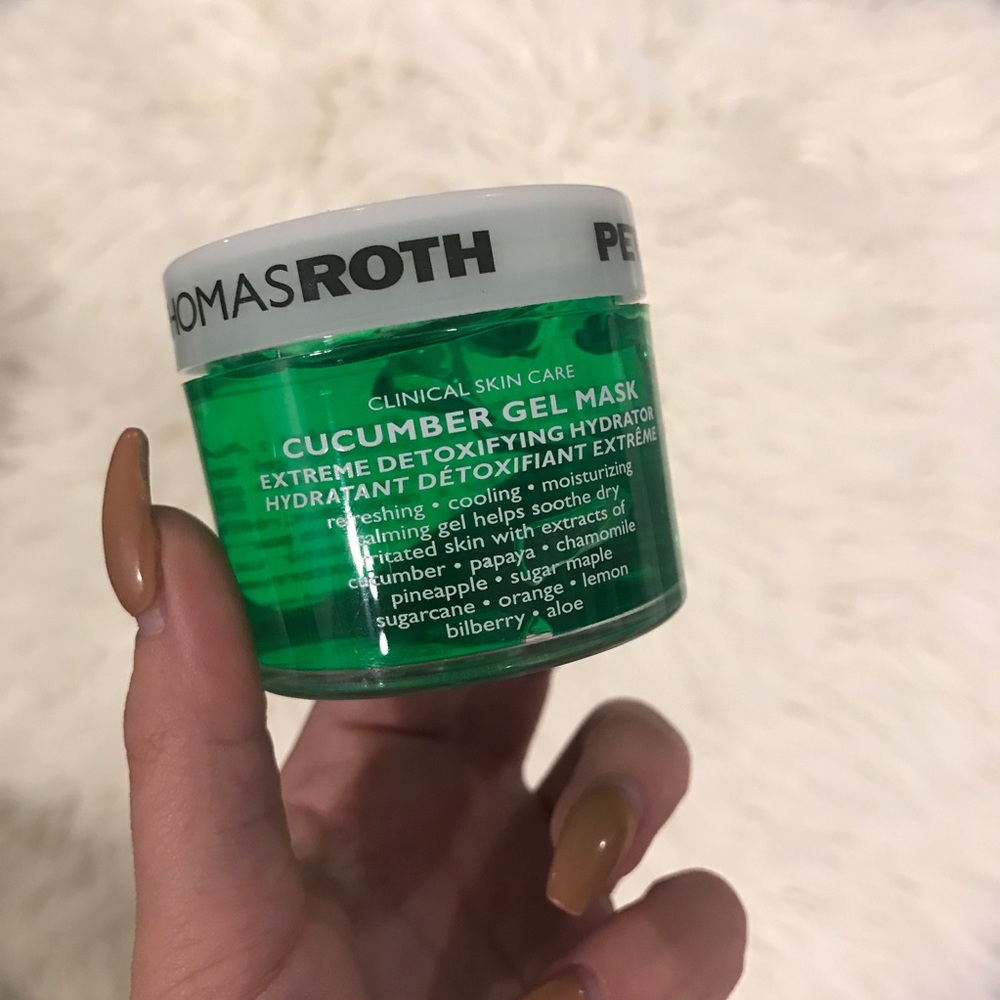 HOMASROTH PE
CLINICAL SKIN CARE
CUCUMBER GEL MASK
EXTREME DETOXIFYING HYDRATOR
HYDRATANT DÉTOXIFIANT EXTRÊME
refreshing • cooling • moisturizing
calming gel helps soothe dry
irritated skin with extracts of
cucumber • papaya • chamomile
pineapple • sugar maple
sugarcane • orange • lemon
bilberry • aloe